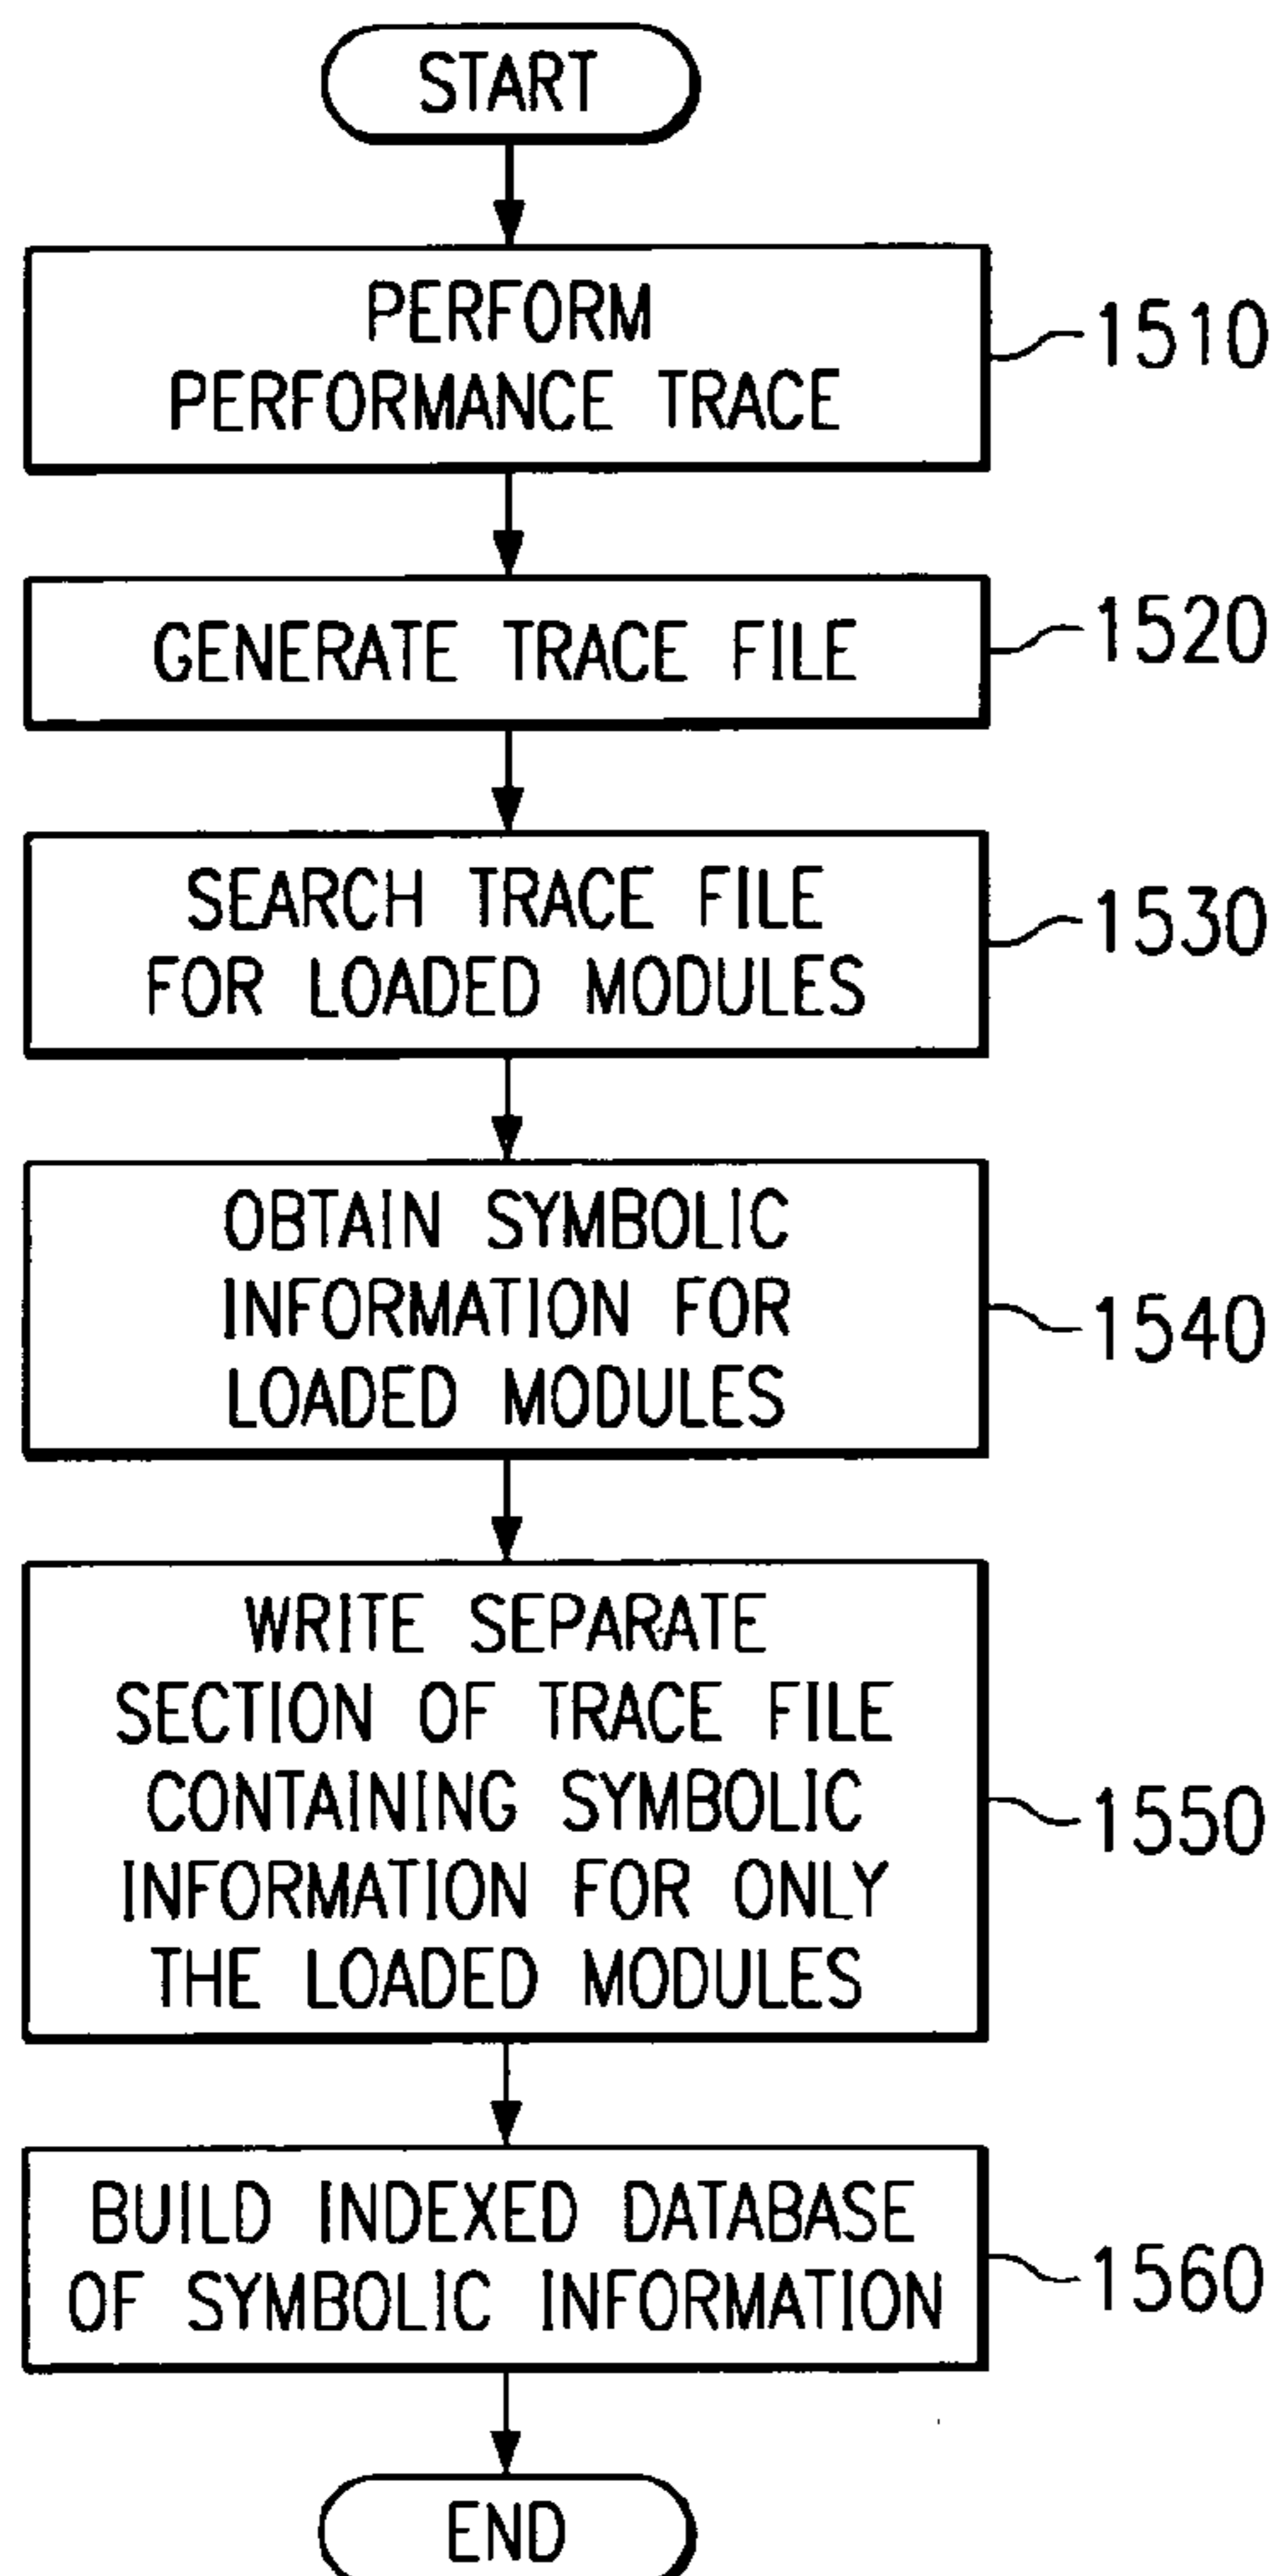 START
PERFORM
PERFORMANCE TRACE
1510
GENERATE TRACE FILE
1520
SEARCH TRACE FILE
FOR LOADED MODULES
1530
OBTAIN SYMBOLIC
INFORMATION FOR
LOADED MODULES
1540
WRITE SEPARATE
SECTION OF TRACE FILE
CONTAINING SYMBOLIC
INFORMATION FOR ONLY
THE LOADED MODULES
1550
BUILD INDEXED DATABASE
OF SYMBOLIC INFORMATION
1560
END